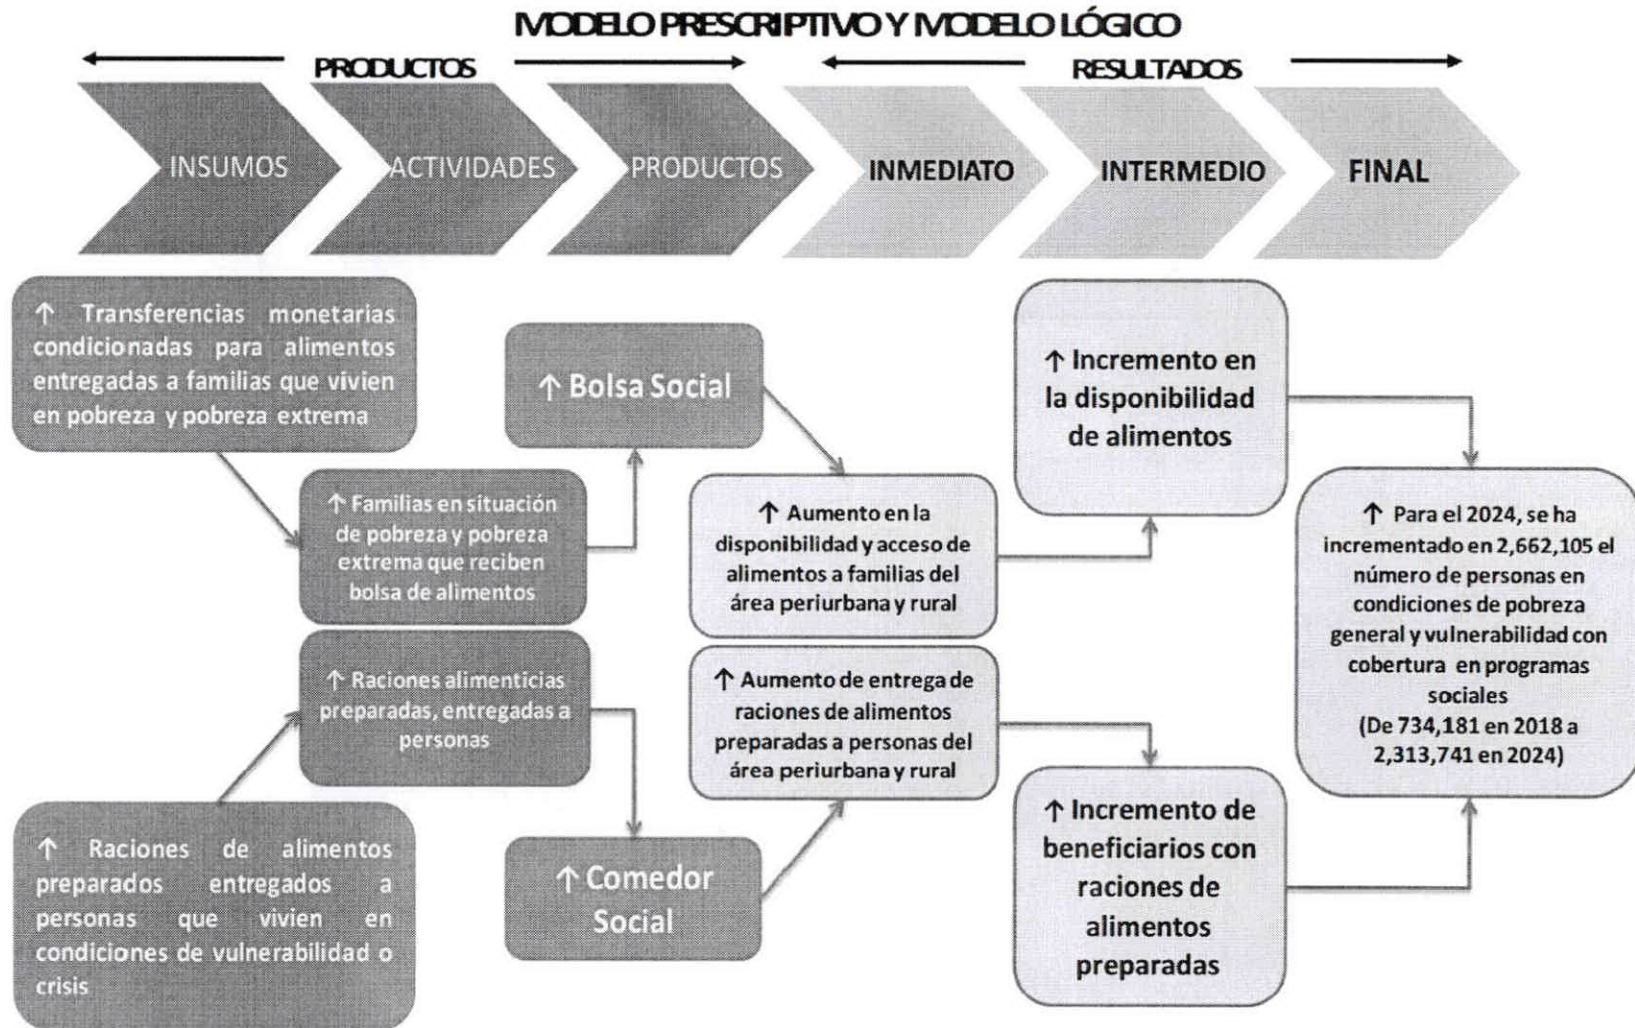 MODELO PRESCRIPTIVO Y MODELO LÓGICO
PRODUCTOS
RESULTADOS
INSUMOS
ACTIVIDADES
PRODUCTOS
INMEDIATO
INTERMEDIO
FINAL
↑ Transferencias monetarias
condicionadas para alimentos
entregadas a familias que vivien
en pobreza y pobreza extrema
↑ Familias en situación
de pobreza y pobreza
extrema que reciben
bolsa de alimentos
↑ Bolsa Social
↑ Aumento en la
disponibilidad y acceso de
alimentos a familias del
área periurbana y rural
↑ Incremento en
la disponibilidad
de alimentos
↑ Para el 2024, se ha
incrementado en 2,662,105 el
número de personas en
condiciones de pobreza
general y vulnerabilidad con
cobertura en programas
sociales
(De 734,181 en 2018 a
2,313,741 en 2024)
↑ Raciones de alimentos
preparados entregados a
personas que vivien en
condiciones de vulnerabilidad o
crisis
↑ Raciones alimenticias
preparadas, entregadas a
personas
↑ Comedor
Social
↑ Aumento de entrega de
raciones de alimentos
preparadas a personas del
área periurbana y rural
↑ Incremento de
beneficiarios con
raciones de
alimentos
preparadas